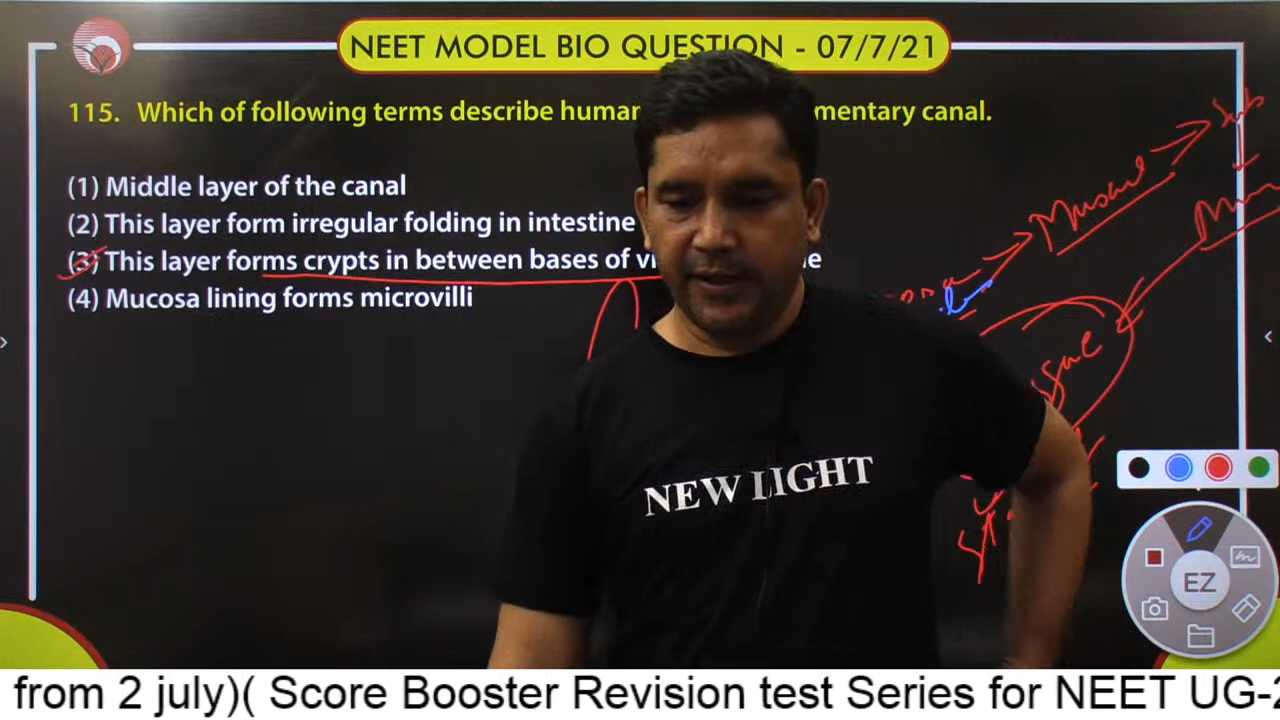 NEET MODEL BIO QUESTION - 07/7/21
115. Which of following terms describe human mentary canal.
(1) Middle layer of the canal
(2) This layer form irregular folding in intestine
(3) This layer forms crypts in between bases of vi e
(4) Mucosa lining forms microvilli
NEW LIGHT
EZ
from 2 july)( Score Booster Revision test Series for NEET UG-2